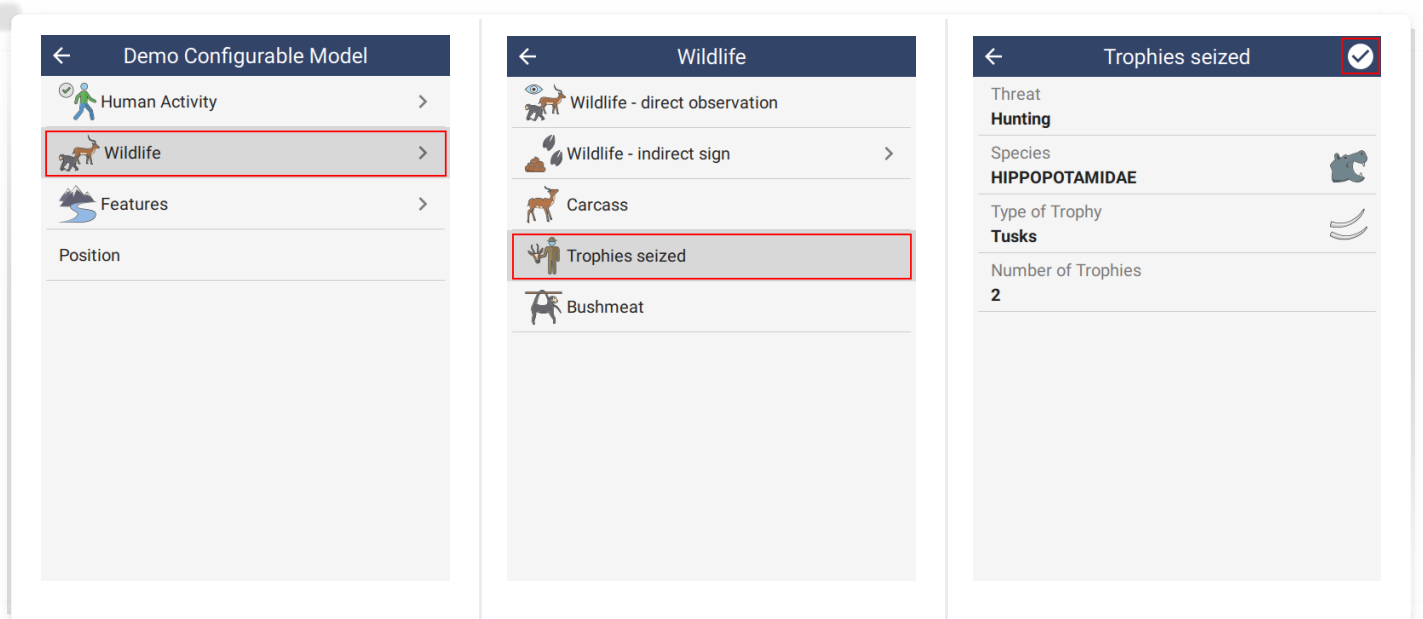 Demo Configurable Model
Human Activity
Wildlife
Features
Position
Wildlife
Wildlife - direct observation
Wildlife - indirect sign
Carcass
Trophies seized
Bushmeat
Trophies seized
Threat
Hunting
Species
HIPPOPOTAMIDAE
Type of Trophy
Tusks
Number of Trophies
2